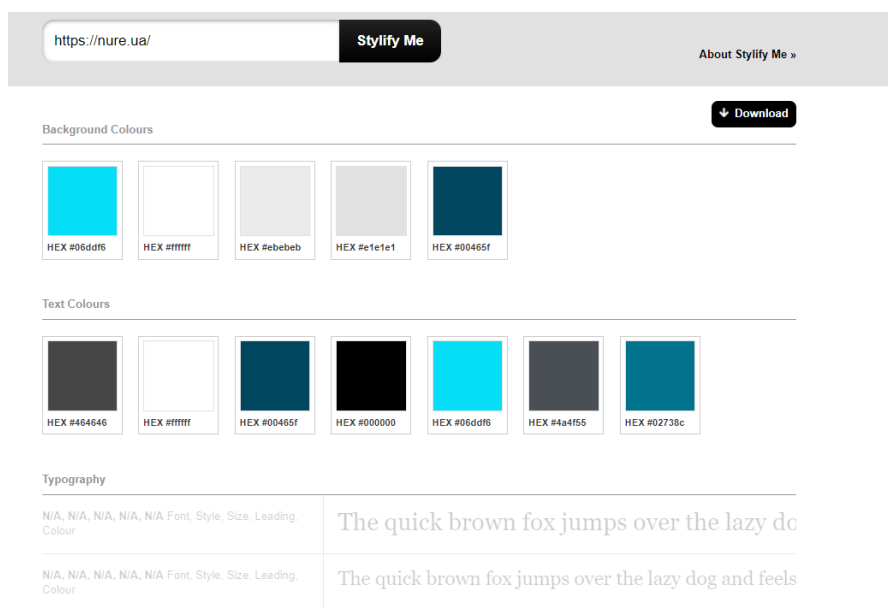 https://nure.ua/
Stylify Me
About Stylify Me »
Download
Background Colours
HEX #06ddf6
HEX #ffffff
HEX #ebebeb
HEX #e1e1e1
HEX #00465f
Text Colours
HEX #464646
HEX #ffffff
HEX #00465f
HEX #000000
HEX #06ddf6
HEX #4a4f55
HEX #02738c
Typography
N/A, N/A, N/A, N/A, N/A Font, Style, Size, Leading,
Colour
The quick brown fox jumps over the lazy do
N/A, N/A, N/A, N/A, N/A Font, Style, Size, Leading,
Colour
The quick brown fox jumps over the lazy dog and feels